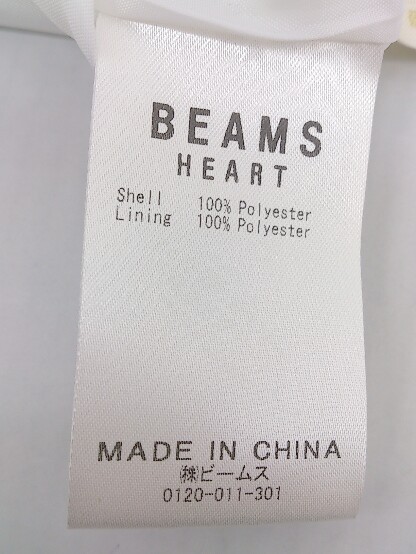 BEAMS
HEART
Shell 100% Polyester
Lining 100% Polyester
MADE IN CHINA
㈱ビームス
0120-011-301